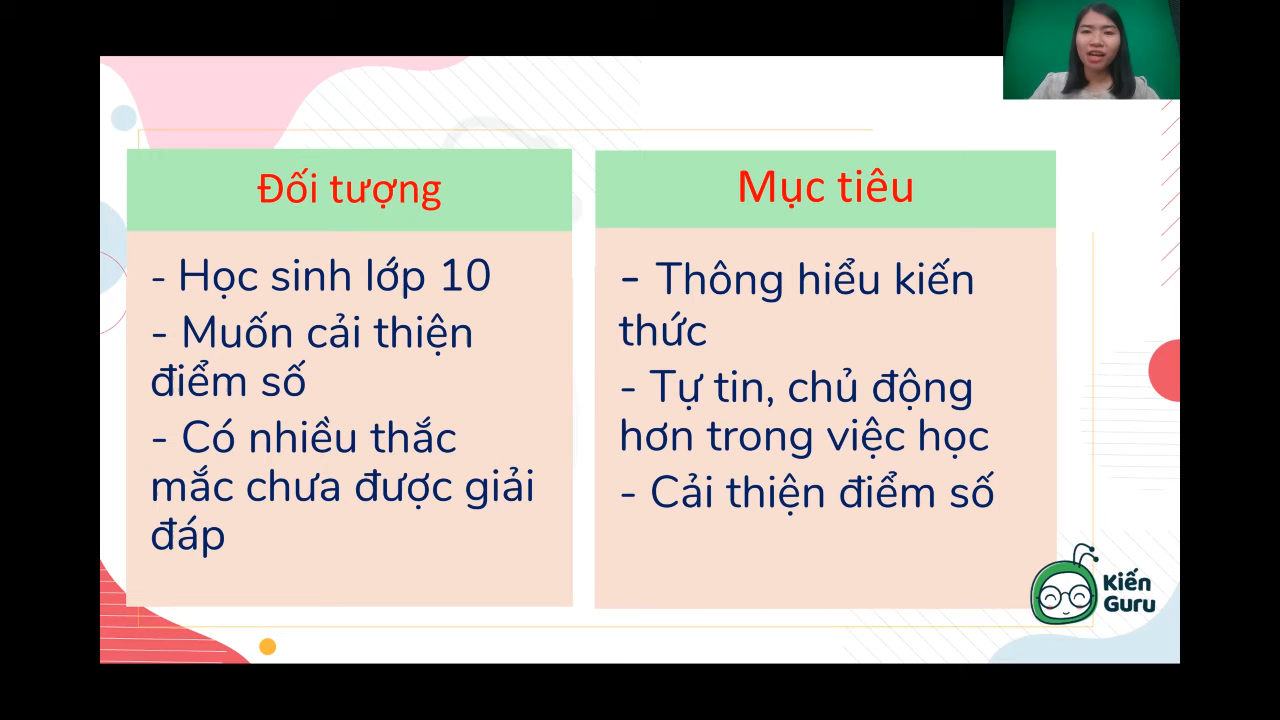 Đối tượng
- Học sinh lớp 10
- Muốn cải thiện
điểm số
- Có nhiều thắc
mắc chưa được giải
đáp
Mục tiêu
- Thông hiểu kiến
thức
- Tự tin, chủ động
hơn trong việc học
- Cải thiện điểm số
Kiến
Guru